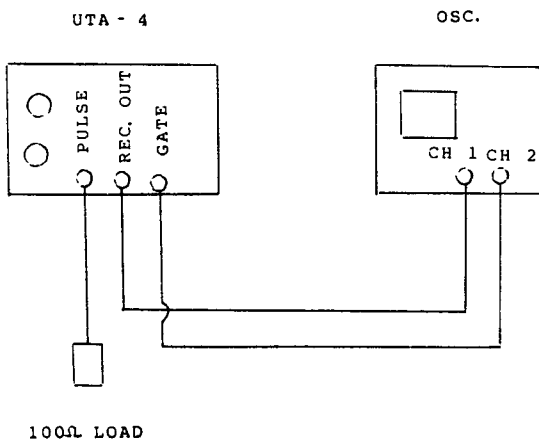 UTA - 4
OSC.
PULSE
REC. OUT
GATE
CH 1 CH 2
100Ω LOAD